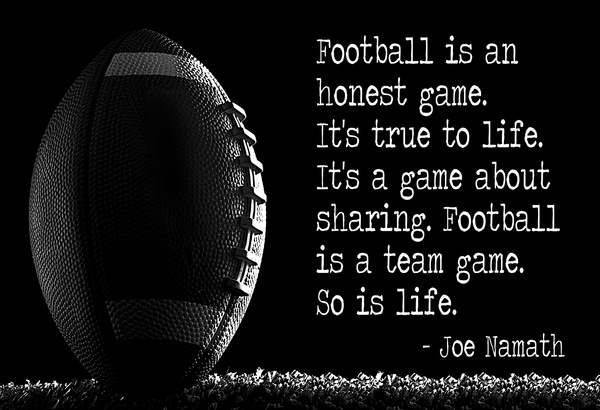 Football is an
honest game.
It's true to life.
It's a game about
sharing. Football
is a team game.
So is life.
- Joe Namath